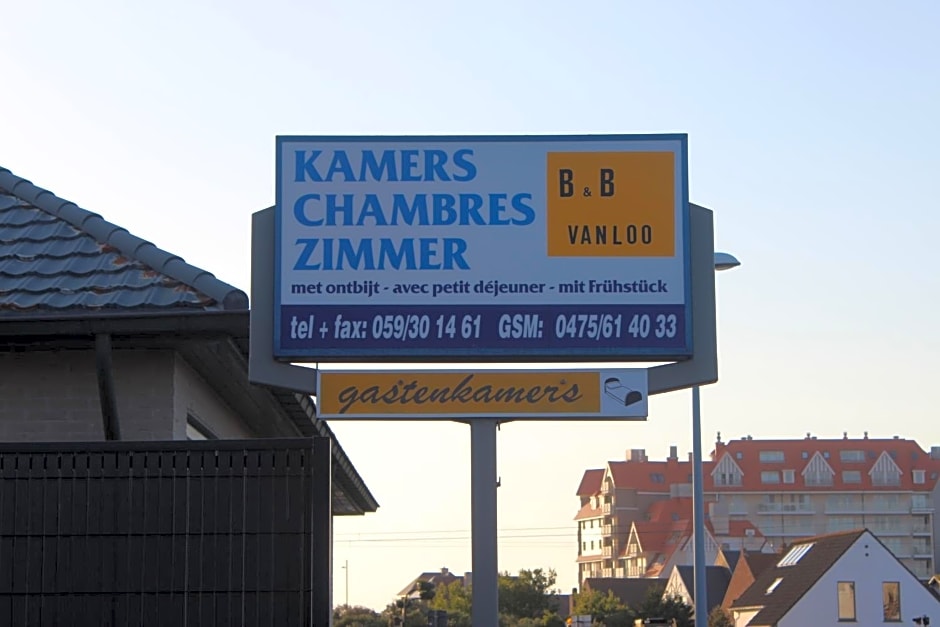 KAMERS
CHAMBRES
ZIMMER
B & B
VANLOO
met ontbijt - avec petit déjeuner - mit Frühstück
tel + fax: 059/30 14 61 GSM: 0475/61 40 33
gastenkamers